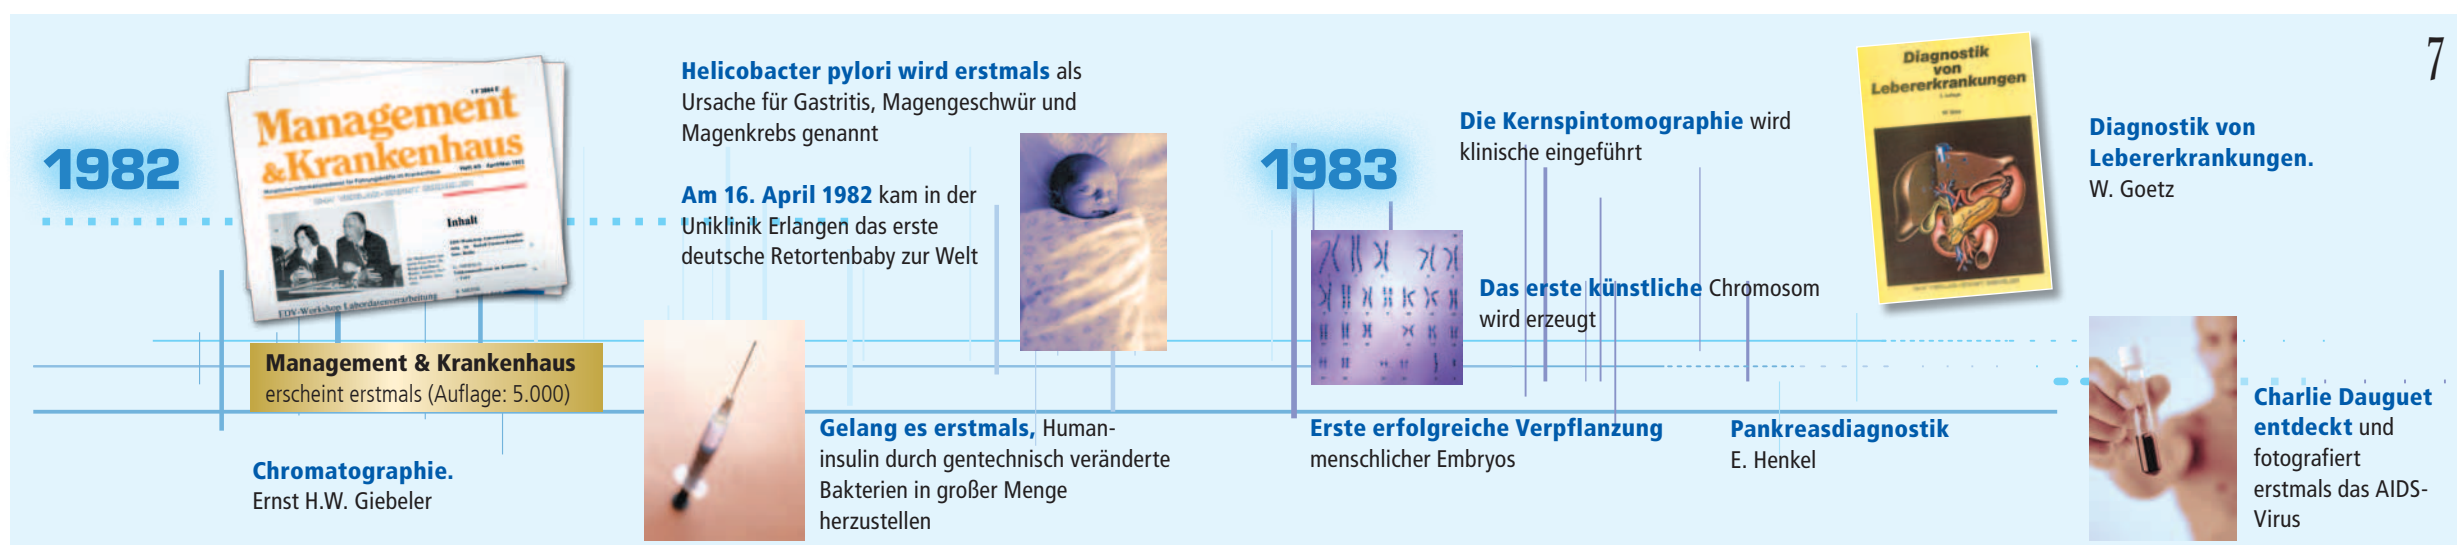 7
1982
Management
&Krankenhaus
Inhalt
EDV-Workshop Labordatenverarbeitung
Management & Krankenhaus
erscheint erstmals (Auflage: 5.000)
Chromatographie.
Ernst H.W. Giebeler
Helicobacter pylori wird erstmals als
Ursache für Gastritis, Magengeschwür und
Magenkrebs genannt
Am 16. April 1982 kam in der
Uniklinik Erlangen das erste
deutsche Retortenbaby zur Welt
Gelang es erstmals, Human-
insulin durch gentechnisch veränderte
Bakterien in großer Menge
herzustellen
1983
Die Kernspintomographie wird
klinische eingeführt
Das erste künstliche Chromosom
wird erzeugt
Erste erfolgreiche Verpflanzung
menschlicher Embryos
Pankreasdiagnostik
E. Henkel
Diagnostik
von
Lebererkrankungen
Diagnostik von
Lebererkrankungen.
W. Goetz
Charlie Dauguet
entdeckt und
fotografiert
erstmals das AIDS-
Virus